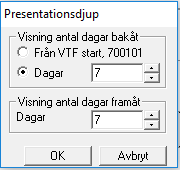 Presentationsdjup
Visning antal dagar bakåt
Från VTF start, 700101
Dagar 7
Visning antal dagar framåt
Dagar 7
OK Avbryt